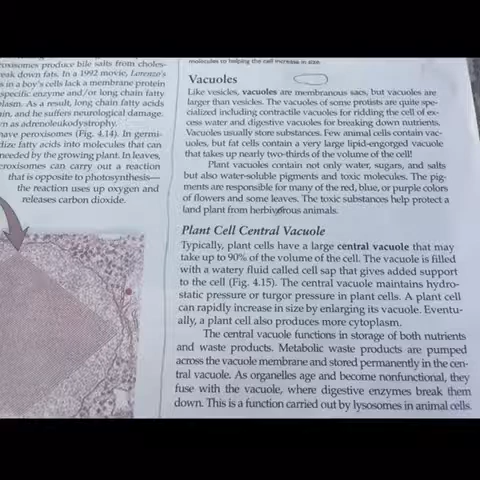 oxisomes produce bile salts from choles-
eak down fats. In a 1992 movie, Lorenzo's
s in a boy's cells lack a membrane protein
specific enzyme and/or long chain fatty
plasm. As a result, long chain fatty acids
ain, and he suffers neurological damage.
n as adrenoleukodystrophy.
have peroxisomes (Fig. 4.14). In germi-
dize fatty acids into molecules that can
needed by the growing plant. In leaves,
eroxisomes can carry out a reaction
that is opposite to photosynthesis—
the reaction uses up oxygen and
releases carbon dioxide.
molecules to helping the cell increase in size.
Vacuoles
Like vesicles, vacuoles are membranous sacs, but vacuoles are
larger than vesicles. The vacuoles of some protists are quite spe-
cialized including contractile vacuoles for ridding the cell of ex-
cess water and digestive vacuoles for breaking down nutrients.
Vacuoles usually store substances. Few animal cells contain vac-
uoles, but fat cells contain a very large lipid-engorged vacuole
that takes up nearly two-thirds of the volume of the cell!
Plant vacuoles contain not only water, sugars, and salts
but also water-soluble pigments and toxic molecules. The pig-
ments are responsible for many of the red, blue, or purple colors
of flowers and some leaves. The toxic substances help protect a
land plant from herbivorous animals.
Plant Cell Central Vacuole
Typically, plant cells have a large central vacuole that may
take up to 90% of the volume of the cell. The vacuole is filled
with a watery fluid called cell sap that gives added support
to the cell (Fig. 4.15). The central vacuole maintains hydro-
static pressure or turgor pressure in plant cells. A plant cell
can rapidly increase in size by enlarging its vacuole. Eventu-
ally, a plant cell also produces more cytoplasm.
The central vacuole functions in storage of both nutrients
and waste products. Metabolic waste products are pumped
across the vacuole membrane and stored permanently in the cen-
tral vacuole. As organelles age and become nonfunctional, they
fuse with the vacuole, where digestive enzymes break them
down. This is a function carried out by lysosomes in animal cells.